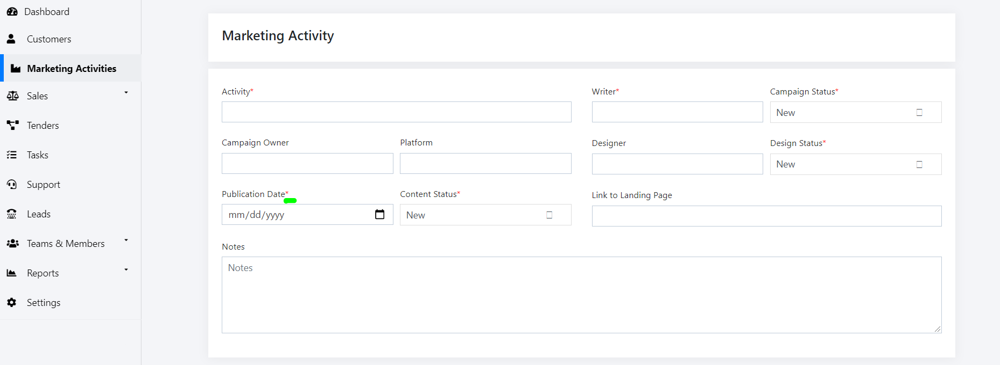 Dashboard
Customers
Marketing Activities
Sales
Tenders
Tasks
Support
Leads
Teams & Members
Reports
Settings
Marketing Activity
Activity*
Writer*
Campaign Status*
New
Campaign Owner
Platform
Designer
Design Status*
New
Publication Date*
Content Status*
Link to Landing Page
mm/dd/yyyy
New
Notes
Notes